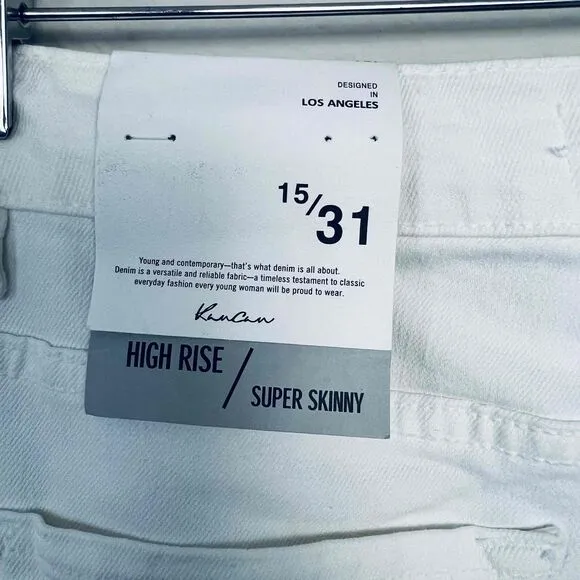 DESIGNED
IN
LOS ANGELES
15/31
Young and contemporary—that's what denim is all about.
Denim is a versatile and reliable fabric—a timeless testament to classic
everyday fashion every young woman will be proud to wear.
KanCan
HIGH RISE / SUPER SKINNY